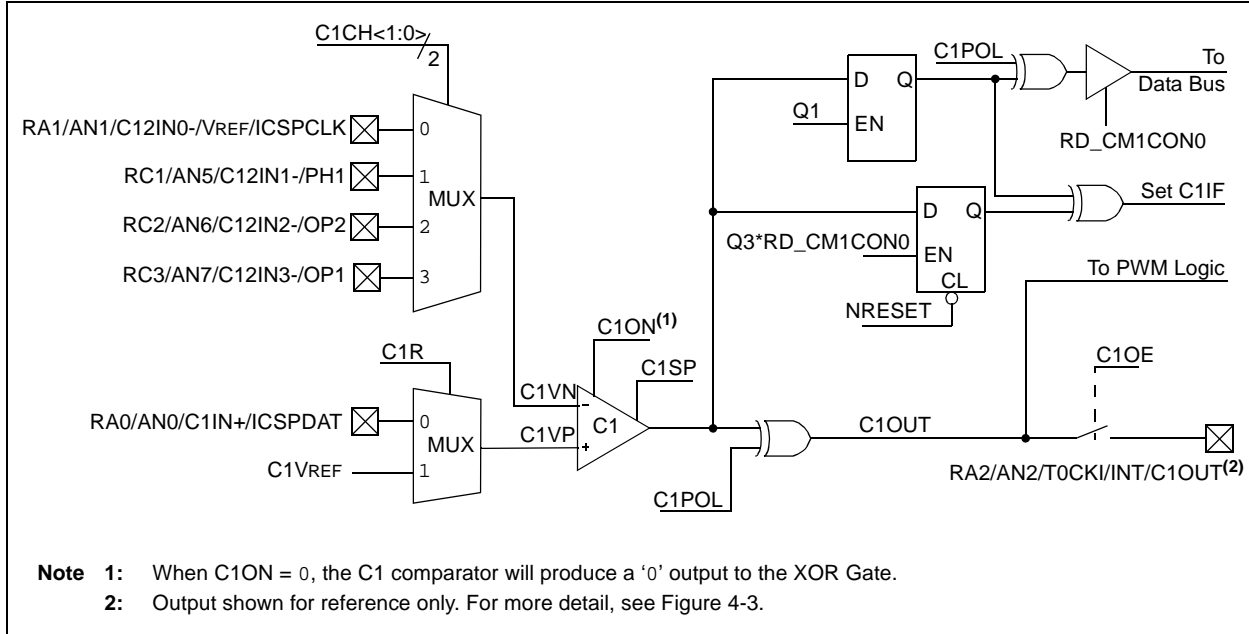 C1CH<1:0>
2
RA1/AN1/C12IN0-/VREF/ICSPCLK
RC1/AN5/C12IN1-/PH1
RC2/AN6/C12IN2-/OP2
RC3/AN7/C12IN3-/OP1
0
1
2
3
MUX
C1R
RA0/AN0/C1IN+/ICSPDAT
C1VREF
0
1
MUX
C1VN
C1VP
C1ON(1)
C1SP
-
+
C1
D
Q
Q1
EN
C1POL
To
Data Bus
RD_CM1CON0
D
Q
Q3*RD_CM1CON0
EN
CL
NRESET
Set C1IF
To PWM Logic
C1OE
C1OUT
C1POL
RA2/AN2/T0CKI/INT/C1OUT(2)
Note 1: When C1ON = 0, the C1 comparator will produce a ‘0’ output to the XOR Gate.
2: Output shown for reference only. For more detail, see Figure 4-3.